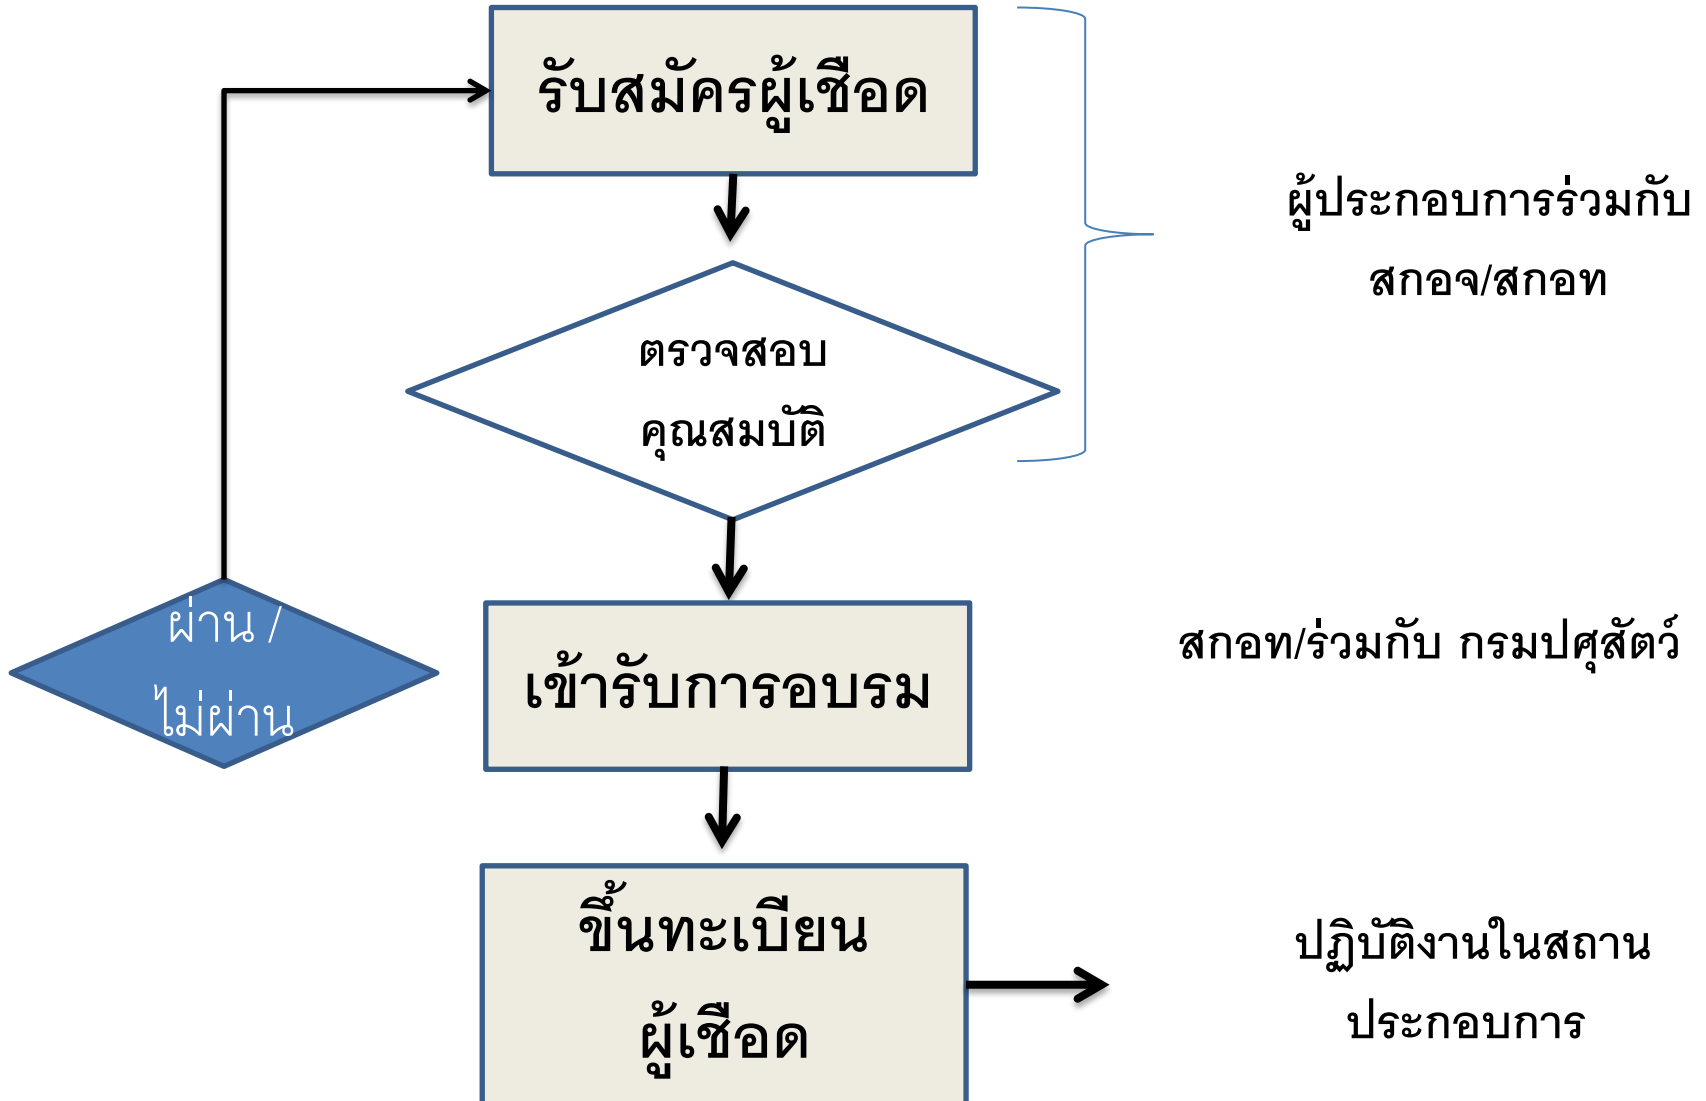 รับสมัครผู้เชือด
ผู้ประกอบการร่วมกับ
สกอจ/สกอท
ตรวจสอบ
คุณสมบัติ
ผ่าน /
ไม่ผ่าน
เข้ารับการอบรม
สกอท/ร่วมกับ กรมปศุสัตว์
ขึ้นทะเบียน
ผู้เชือด
ปฏิบัติงานในสถาน
ประกอบการ